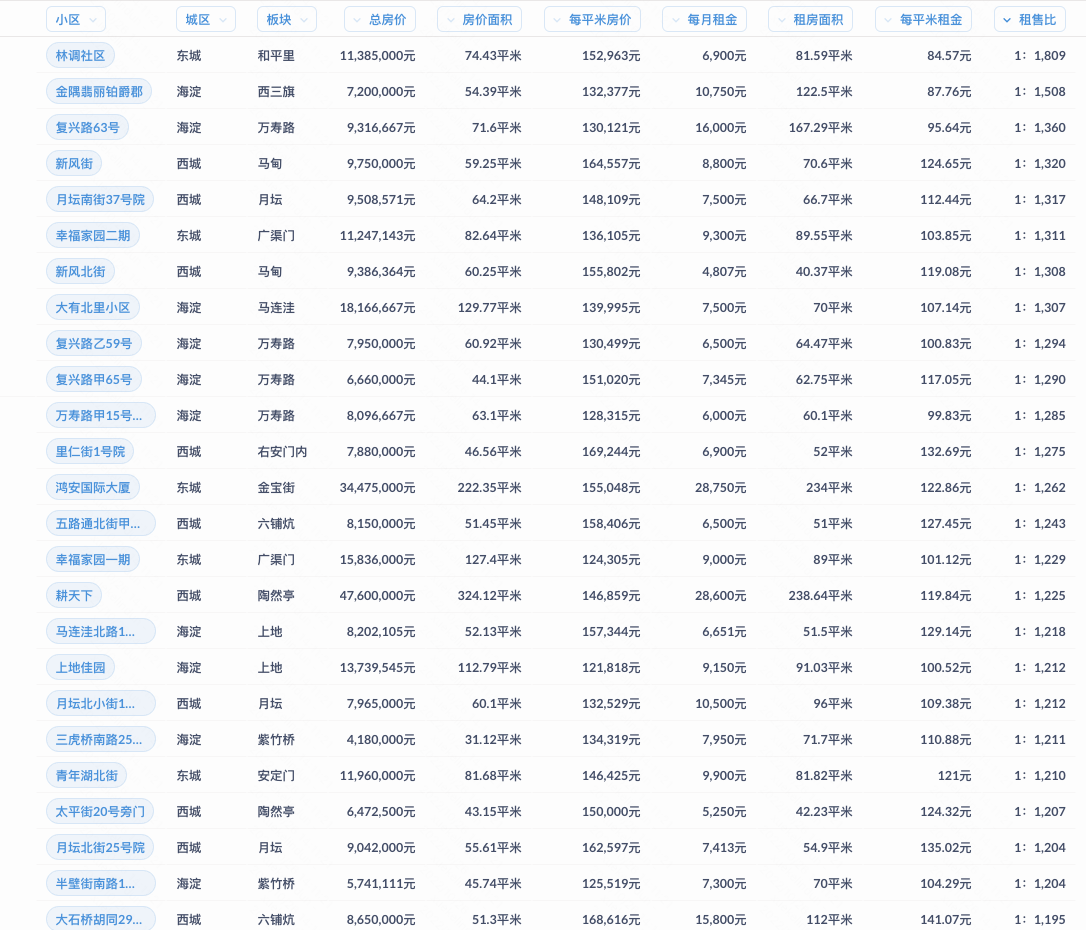 小区 城区 板块 总房价 房价面积 每平米房价 每月租金 租房面积 每平米租金 租售比
林调社区 东城 和平里 11,385,000元 74.43平米 152,963元 6,900元 81.59平米 84.57元 1: 1,809
金隅翡丽铂爵郡 海淀 西三旗 7,200,000元 54.39平米 132,377元 10,750元 122.5平米 87.76元 1: 1,508
复兴路63号 海淀 万寿路 9,316,667元 71.6平米 130,121元 16,000元 167.29平米 95.64元 1: 1,360
新风街 西城 马甸 9,750,000元 59.25平米 164,557元 8,800元 70.6平米 124.65元 1: 1,320
月坛南街37号院 西城 月坛 9,508,571元 64.2平米 148,109元 7,500元 66.7平米 112.44元 1: 1,317
幸福家园二期 东城 广渠门 11,247,143元 82.64平米 136,105元 9,300元 89.55平米 103.85元 1: 1,311
新风北街 西城 马甸 9,386,364元 60.25平米 155,802元 4,807元 40.37平米 119.08元 1: 1,308
大有北里小区 海淀 马连洼 18,166,667元 129.77平米 139,995元 7,500元 70平米 107.14元 1: 1,307
复兴路乙59号 海淀 万寿路 7,950,000元 60.92平米 130,499元 6,500元 64.47平米 100.83元 1: 1,294
复兴路甲65号 海淀 万寿路 6,660,000元 44.1平米 151,020元 7,345元 62.75平米 117.05元 1: 1,290
万寿路甲15号... 海淀 万寿路 8,096,667元 63.1平米 128,315元 6,000元 60.1平米 99.83元 1: 1,285
里仁街1号院 西城 右安门内 7,880,000元 46.56平米 169,244元 6,900元 52平米 132.69元 1: 1,275
鸿安国际大厦 东城 金宝街 34,475,000元 222.35平米 155,048元 28,750元 234平米 122.86元 1: 1,262
五路通北街甲... 西城 六铺炕 8,150,000元 51.45平米 158,406元 6,500元 51平米 127.45元 1: 1,243
幸福家园一期 东城 广渠门 15,836,000元 127.4平米 124,305元 9,000元 89平米 101.12元 1: 1,229
耕天下 西城 陶然亭 47,600,000元 324.12平米 146,859元 28,600元 238.64平米 119.84元 1: 1,225
马连洼北路1... 海淀 上地 8,202,105元 52.13平米 157,344元 6,651元 51.5平米 129.14元 1: 1,218
上地佳园 海淀 上地 13,739,545元 112.79平米 121,818元 9,150元 91.03平米 100.52元 1: 1,212
月坛北小街1... 西城 月坛 7,965,000元 60.1平米 132,529元 10,500元 96平米 109.38元 1: 1,212
三虎桥南路25... 海淀 紫竹桥 4,180,000元 31.12平米 134,319元 7,950元 71.7平米 110.88元 1: 1,211
青年湖北街 东城 安定门 11,960,000元 81.68平米 146,425元 9,900元 81.82平米 121元 1: 1,210
太平街20号旁门 西城 陶然亭 6,472,500元 43.15平米 150,000元 5,250元 42.23平米 124.32元 1: 1,207
月坛北街25号院 西城 月坛 9,042,000元 55.61平米 162,597元 7,413元 54.9平米 135.02元 1: 1,204
半壁街南路1... 海淀 紫竹桥 5,741,111元 45.74平米 125,519元 7,300元 70平米 104.29元 1: 1,204
大石桥胡同29... 西城 六铺炕 8,650,000元 51.3平米 168,616元 15,800元 112平米 141.07元 1: 1,195